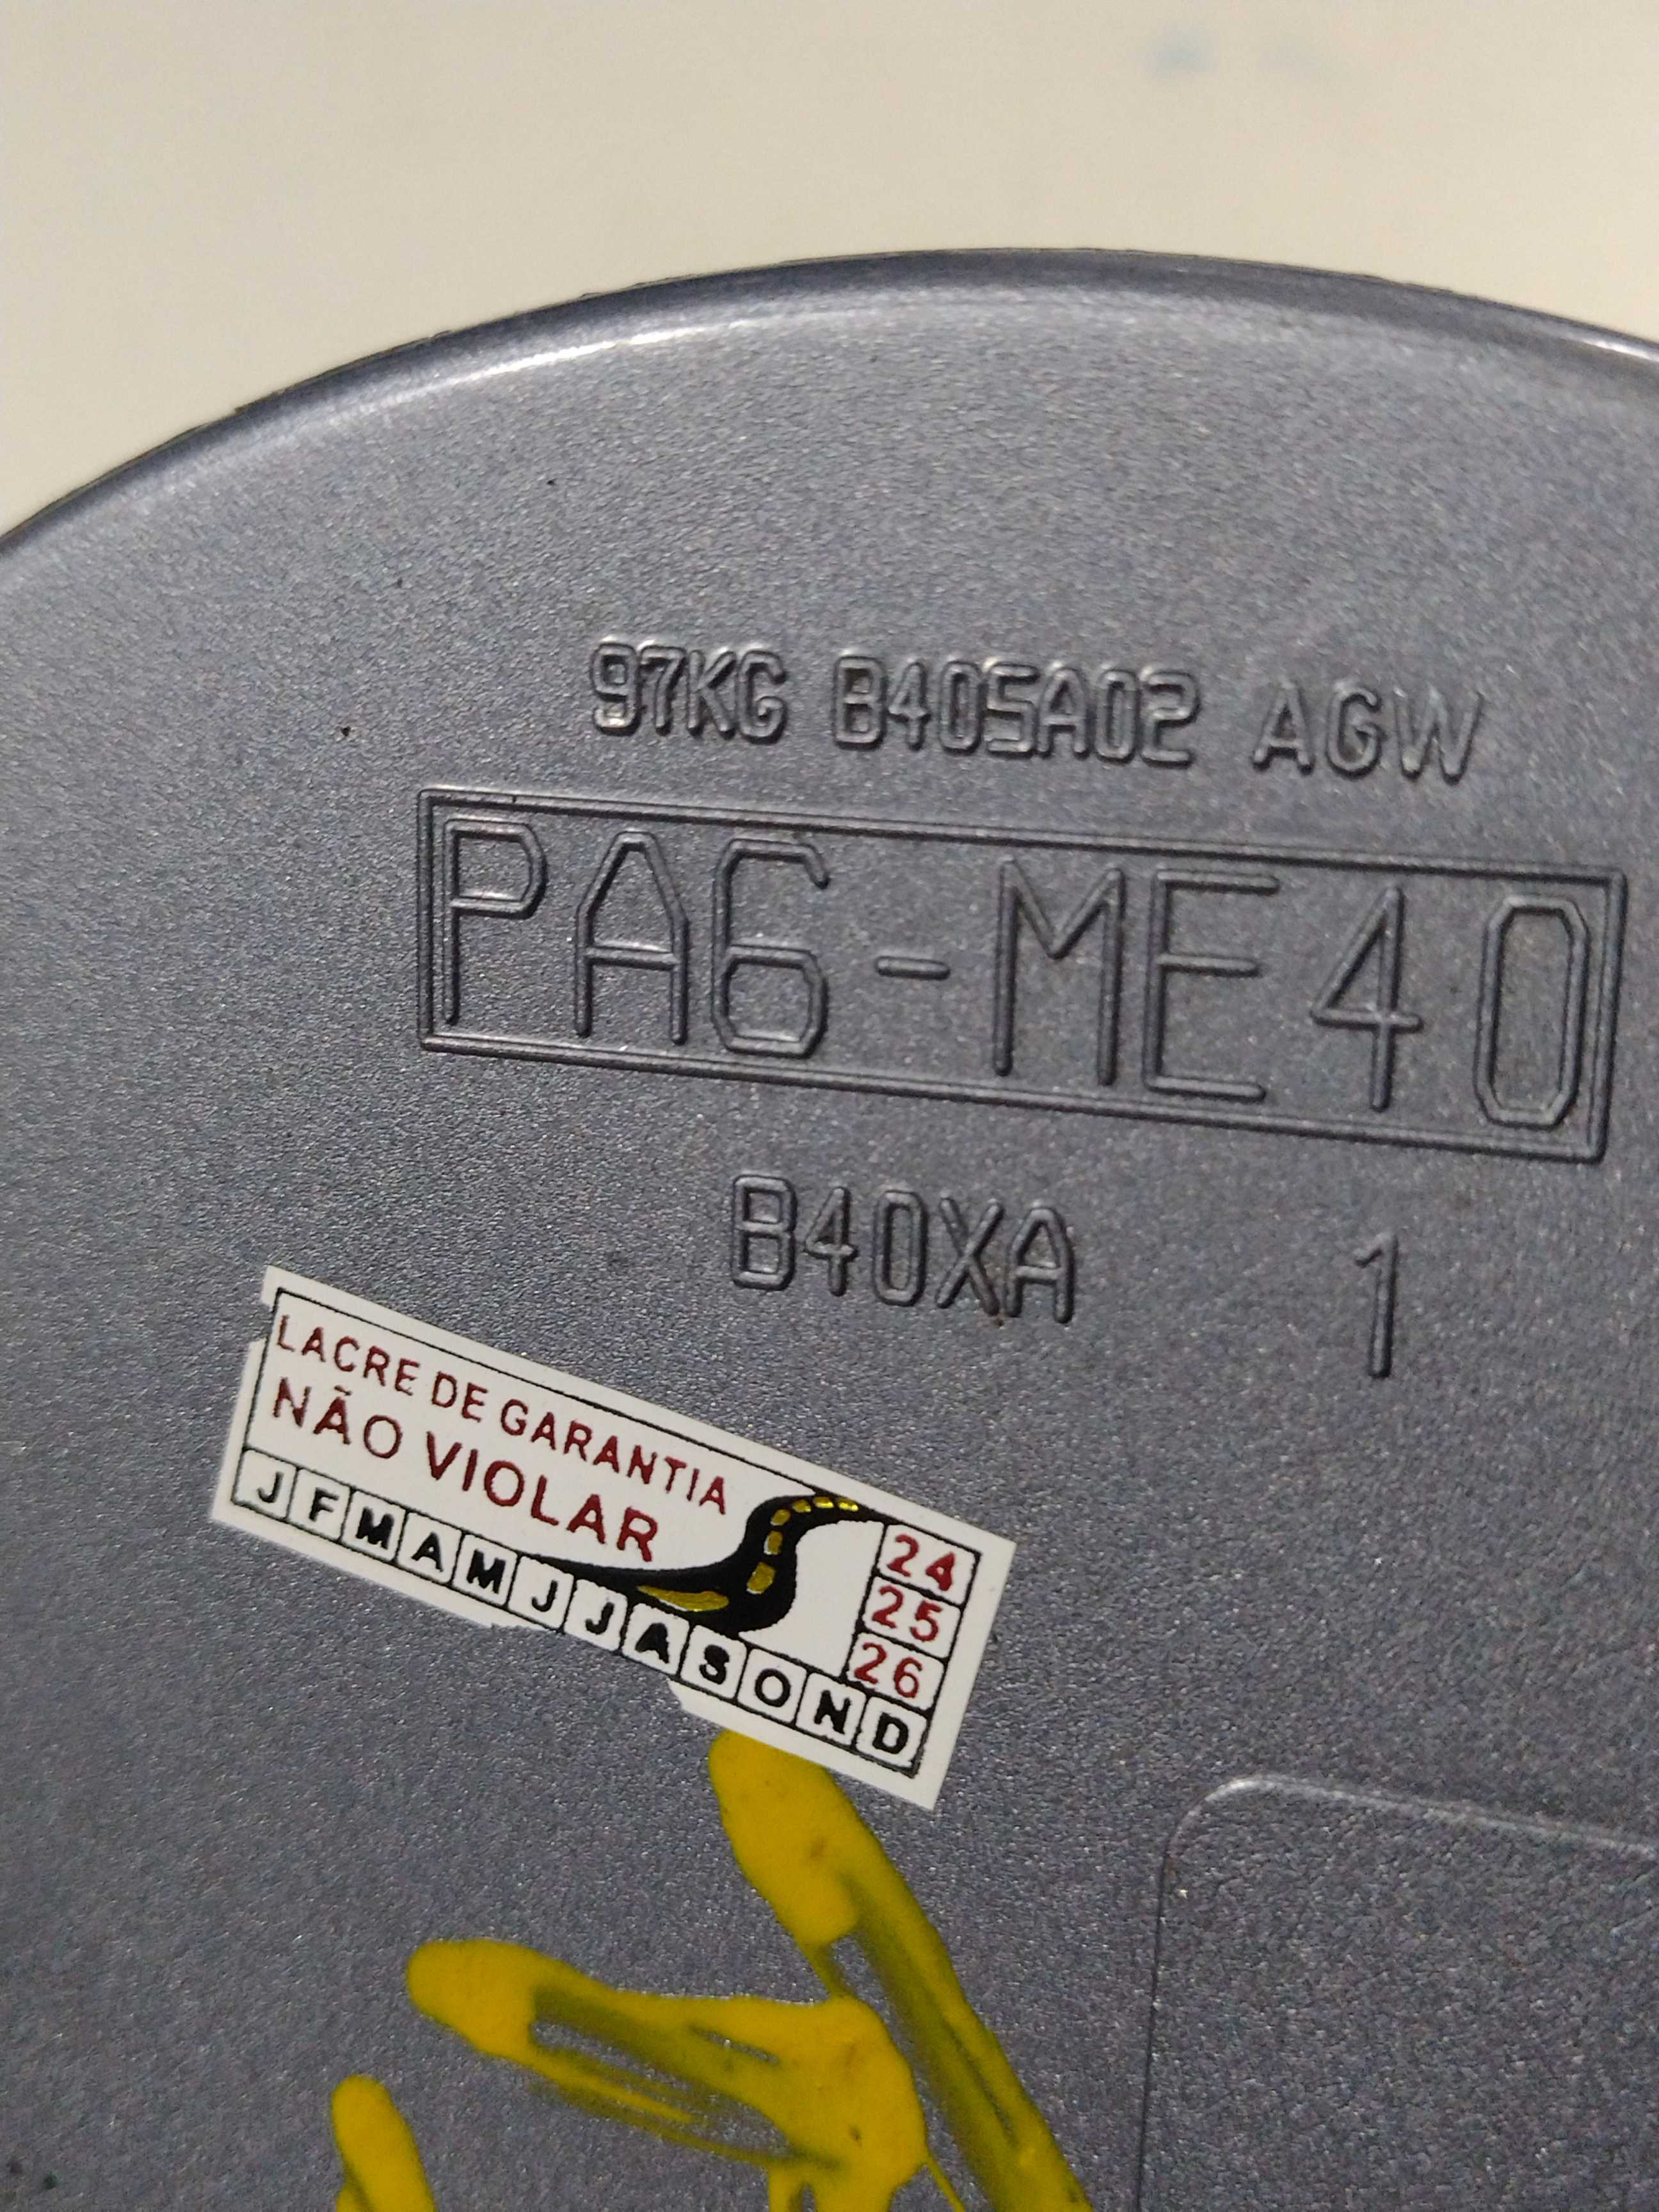 97KG B405A02 AGW
PA6-ME40
B40XA 1
LACRE DE GARANTIA
NÃO VIOLAR
24
25
26
J F M A M J J A S O N D